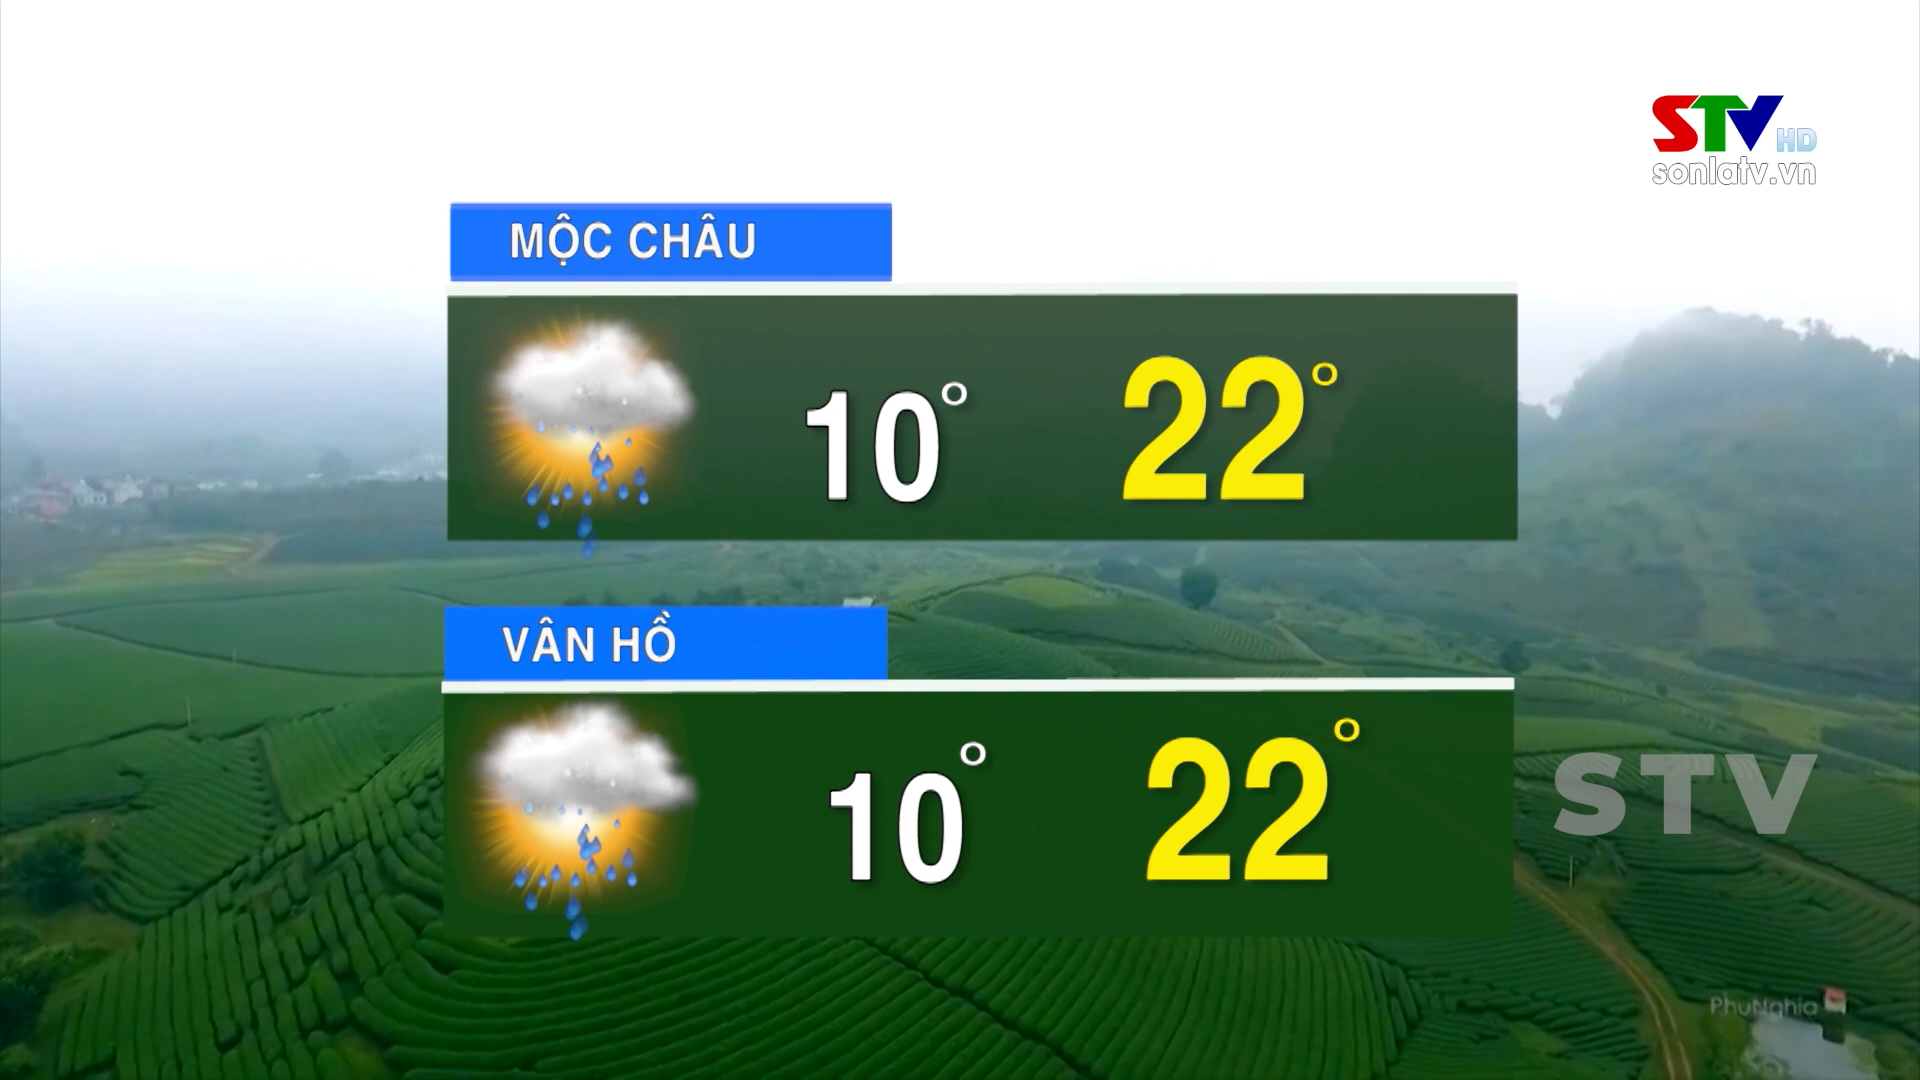 STV HD
sonlatv.vn
MỘC CHÂU
10° 22°
VÂN HỒ
10° 22°
STV
PhuNghia